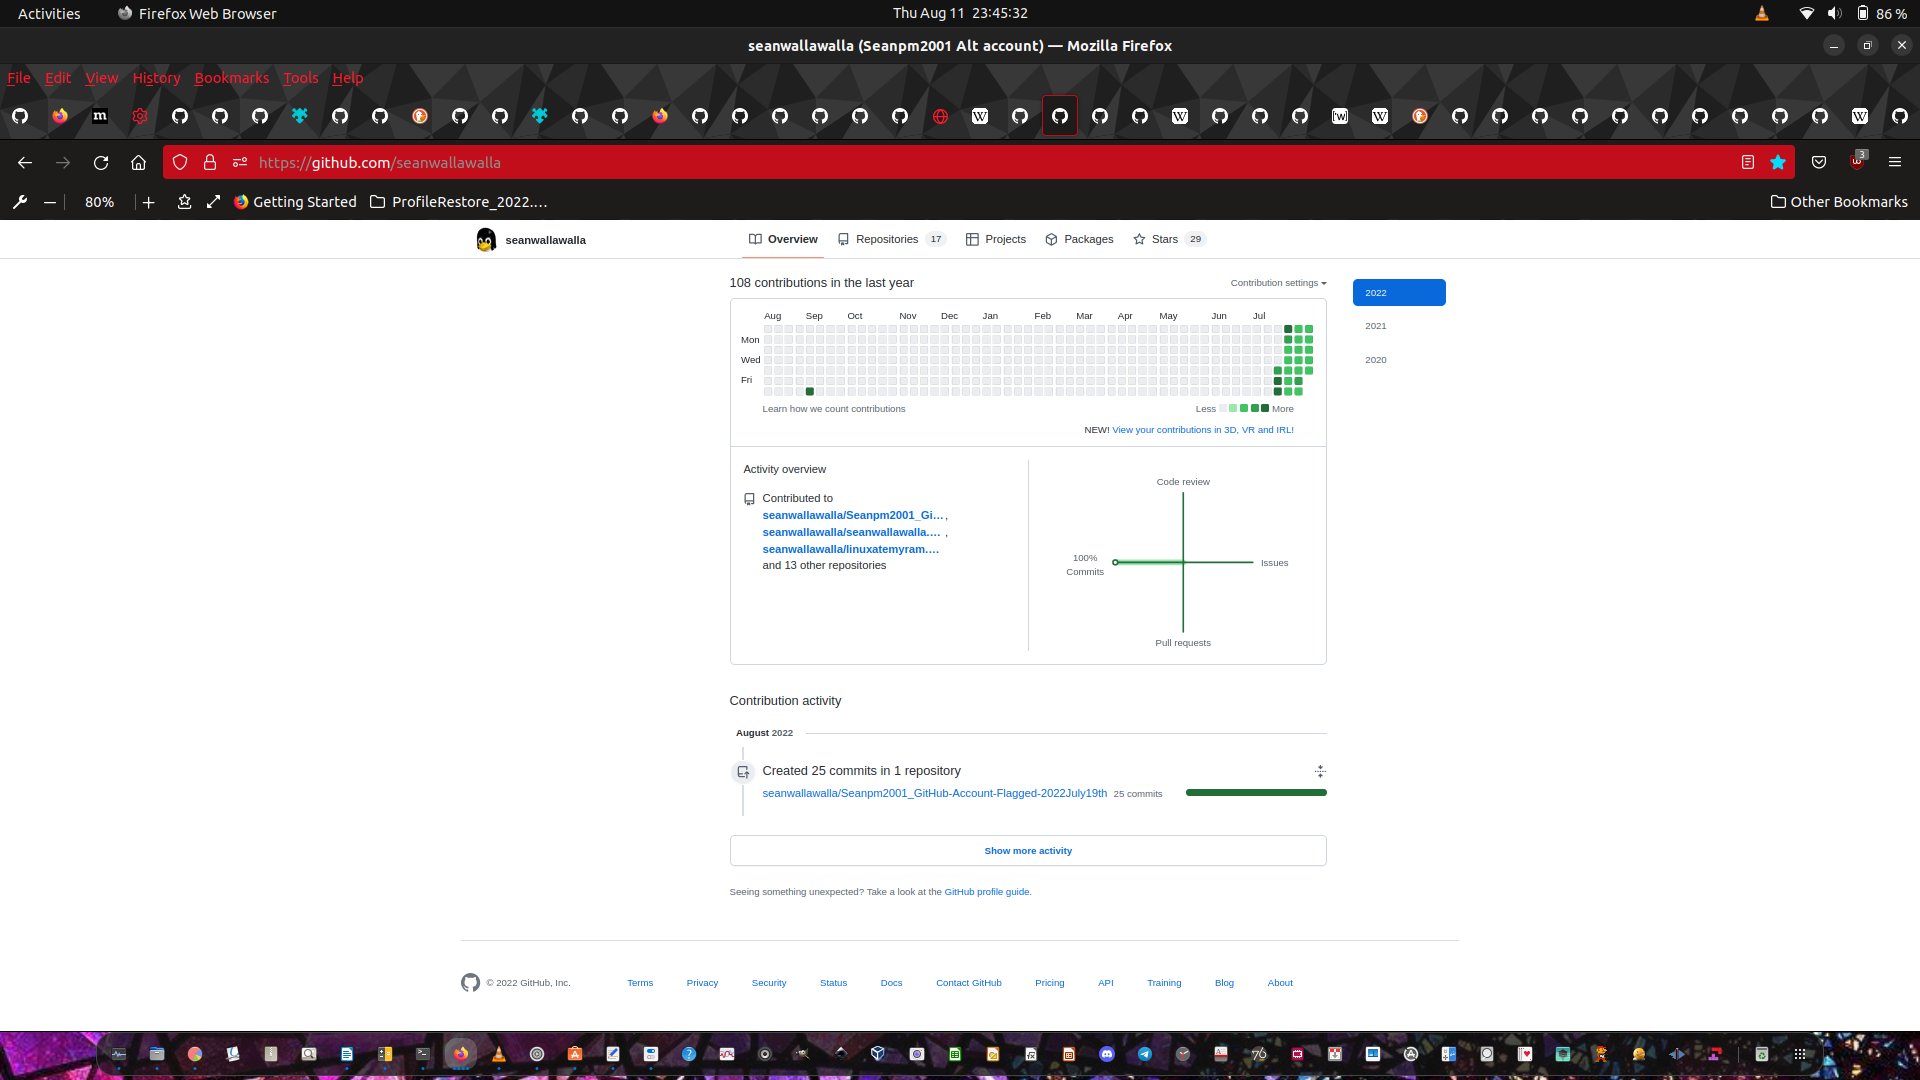 Activities Firefox Web Browser Thu Aug 11 23:45:32 86 %
seanwallawalla (Seanpm2001 Alt account) — Mozilla Firefox
File Edit View History Bookmarks Tools Help
https://github.com/seanwallawalla 3
80% Getting Started ProfileRestore_2022.… Other Bookmarks
seanwallawalla Overview Repositories 17 Projects Packages Stars 29
108 contributions in the last year Contribution settings 2022
Aug Sep Oct Nov Dec Jan Feb Mar Apr May Jun Jul
2021
Mon
Wed 2020
Fri
Learn how we count contributions Less More
NEW! View your contributions in 3D, VR and IRL!
Activity overview
Code review
Contributed to
seanwallawalla/Seanpm2001_Gi… ,
seanwallawalla/seanwallawalla.… ,
seanwallawalla/linuxatemyram.…
and 13 other repositories
100%
Commits
Issues
Pull requests
Contribution activity
August 2022
Created 25 commits in 1 repository
seanwallawalla/Seanpm2001_GitHub-Account-Flagged-2022July19th 25 commits
Show more activity
Seeing something unexpected? Take a look at the GitHub profile guide.
© 2022 GitHub, Inc. Terms Privacy Security Status Docs Contact GitHub Pricing API Training Blog About